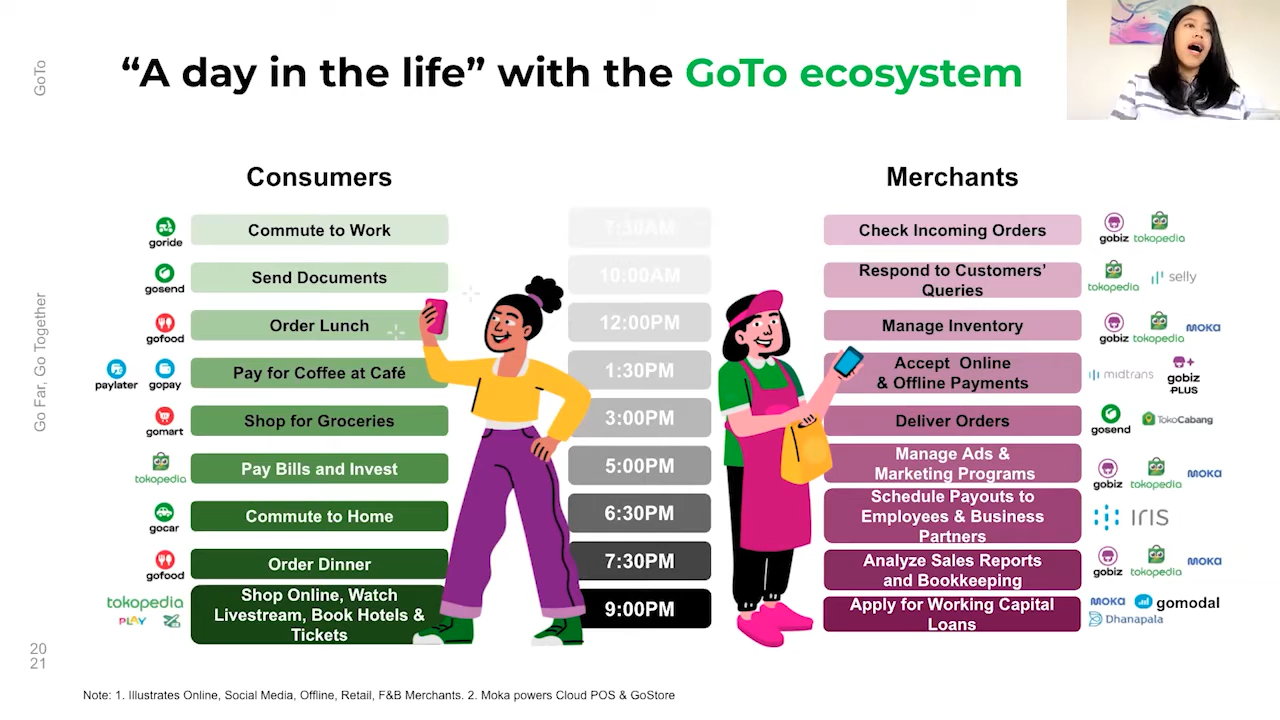 GoTo
Go Far, Go Together
20
21
“A day in the life” with the GoTo ecosystem
Consumers
Merchants
goride
Commute to Work
7:30AM
Check Incoming Orders
gobiz tokopedia
gosend
Send Documents
10.00AM
Respond to Customers’
Queries
tokopedia selly
gofood
Order Lunch
12:00PM
Manage Inventory
gobiz tokopedia MOKA
paylater gopay
Pay for Coffee at Café
1:30PM
Accept Online
& Offline Payments
midtrans gobiz
PLUS
gomart
Shop for Groceries
3:00PM
Deliver Orders
gosend TokoCabang
tokopedia
Pay Bills and Invest
5:00PM
Manage Ads &
Marketing Programs
gobiz tokopedia MOKA
gocar
Commute to Home
6:30PM
Schedule Payouts to
Employees & Business
Partners
IRIS
gofood
Order Dinner
7:30PM
Analyze Sales Reports
and Bookkeeping
gobiz tokopedia MOKA
tokopedia
PLAY
Shop Online, Watch
Livestream, Book Hotels &
Tickets
9:00PM
Apply for Working Capital
Loans
MOKA gomodal
Dhanapala
Note: 1. Illustrates Online, Social Media, Offline, Retail, F&B Merchants. 2. Moka powers Cloud POS & GoStore